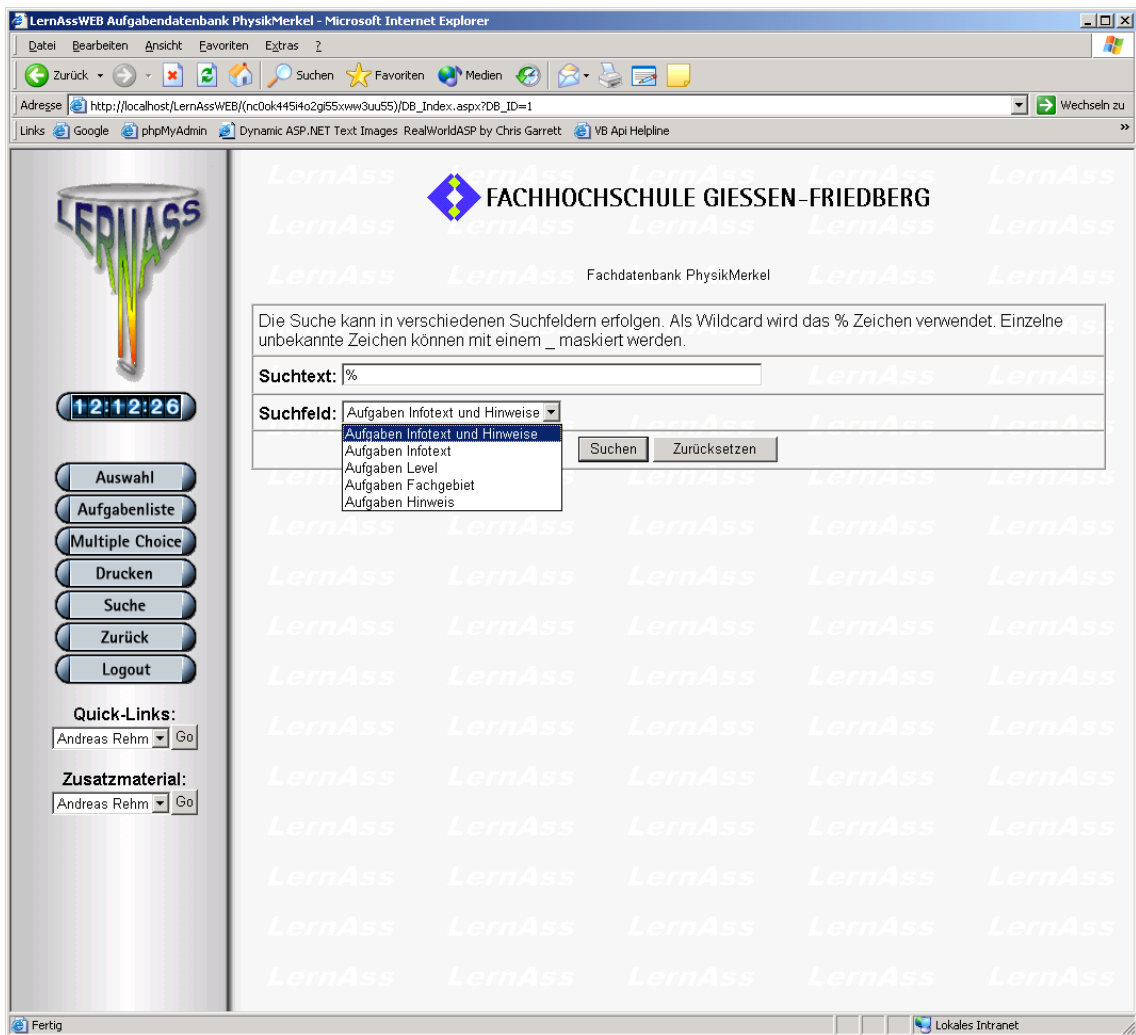 LernAssWEB Aufgabendatenbank PhysikMerkel - Microsoft Internet Explorer
Datei Bearbeiten Ansicht Favoriten Extras ?
Zurück Suchen Favoriten Medien
Adresse http://localhost/LernAssWEB/(nc0ok445i4o2gi55xww3uu55)/DB_Index.aspx?DB_ID=1 Wechseln zu
Links Google phpMyAdmin Dynamic ASP.NET Text Images RealWorldASP by Chris Garrett VB Api Helpline »
LERNASS
FACHHOCHSCHULE GIESSEN-FRIEDBERG
Fachdatenbank PhysikMerkel
Die Suche kann in verschiedenen Suchfeldern erfolgen. Als Wildcard wird das % Zeichen verwendet. Einzelne
unbekannte Zeichen können mit einem _ maskiert werden.
Suchtext: %
Suchfeld: Aufgaben Infotext und Hinweise
Aufgaben Infotext und Hinweise
Aufgaben Infotext
Aufgaben Level
Aufgaben Fachgebiet
Aufgaben Hinweis
Suchen Zurücksetzen
12:12:26
Auswahl
Aufgabenliste
Multiple Choice
Drucken
Suche
Zurück
Logout
Quick-Links:
Andreas Rehm Go
Zusatzmaterial:
Andreas Rehm Go
LernAss LernAss LernAss LernAss LernAss
Fertig Lokales Intranet